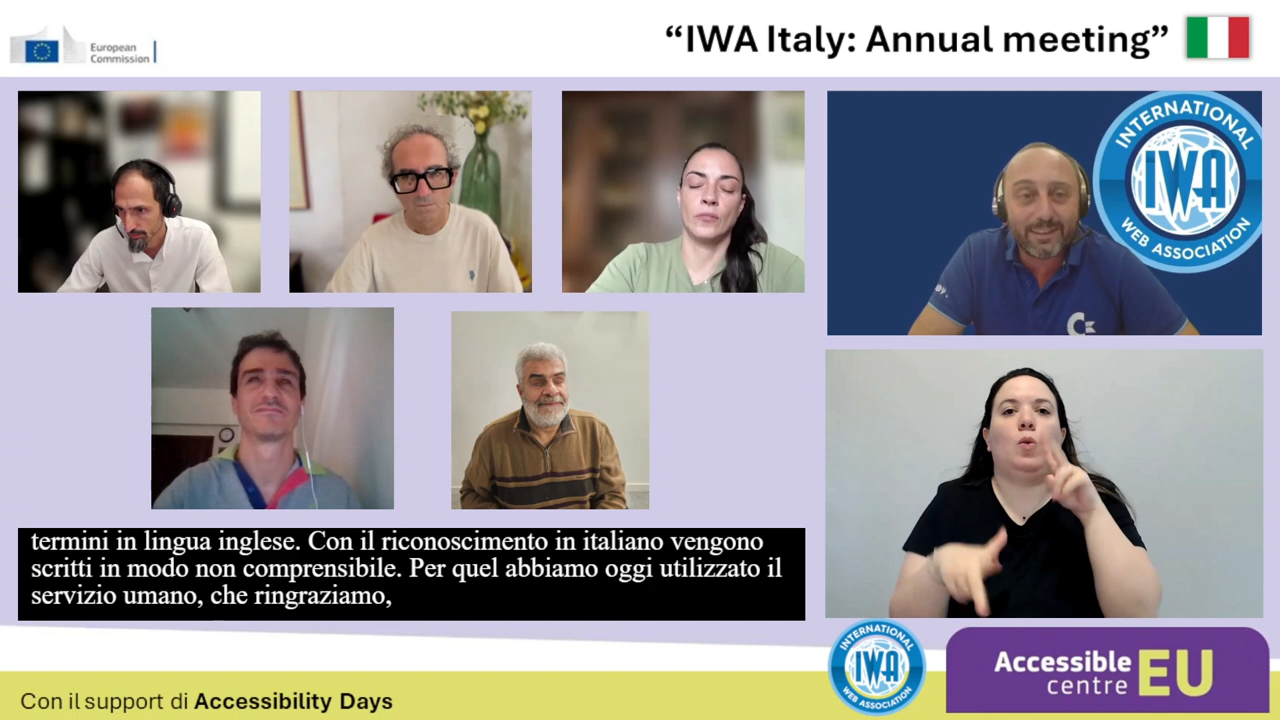 European
Commission
“IWA Italy: Annual meeting”
INTERNATIONAL
IWA
WEB ASSOCIATION
termini in lingua inglese. Con il riconoscimento in italiano vengono
scritti in modo non comprensibile. Per quel abbiamo oggi utilizzato il
servizio umano, che ringraziamo,
INTERNATIONAL
IWA
WEB ASSOCIATION
Accessible
centre
EU
Con il support di Accessibility Days